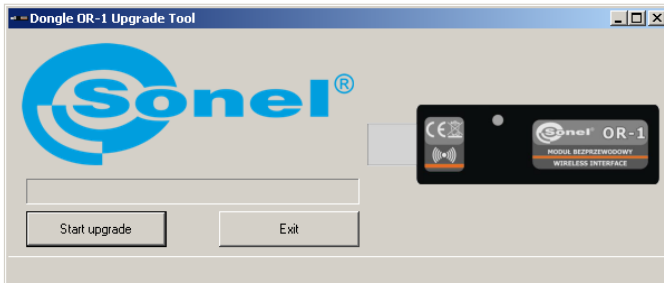 Dongle OR-1 Upgrade Tool
Sonel®
CE
Sonel® OR-1
MODUŁ BEZPRZEWODOWY
WIRELESS INTERFACE
Start upgrade
Exit